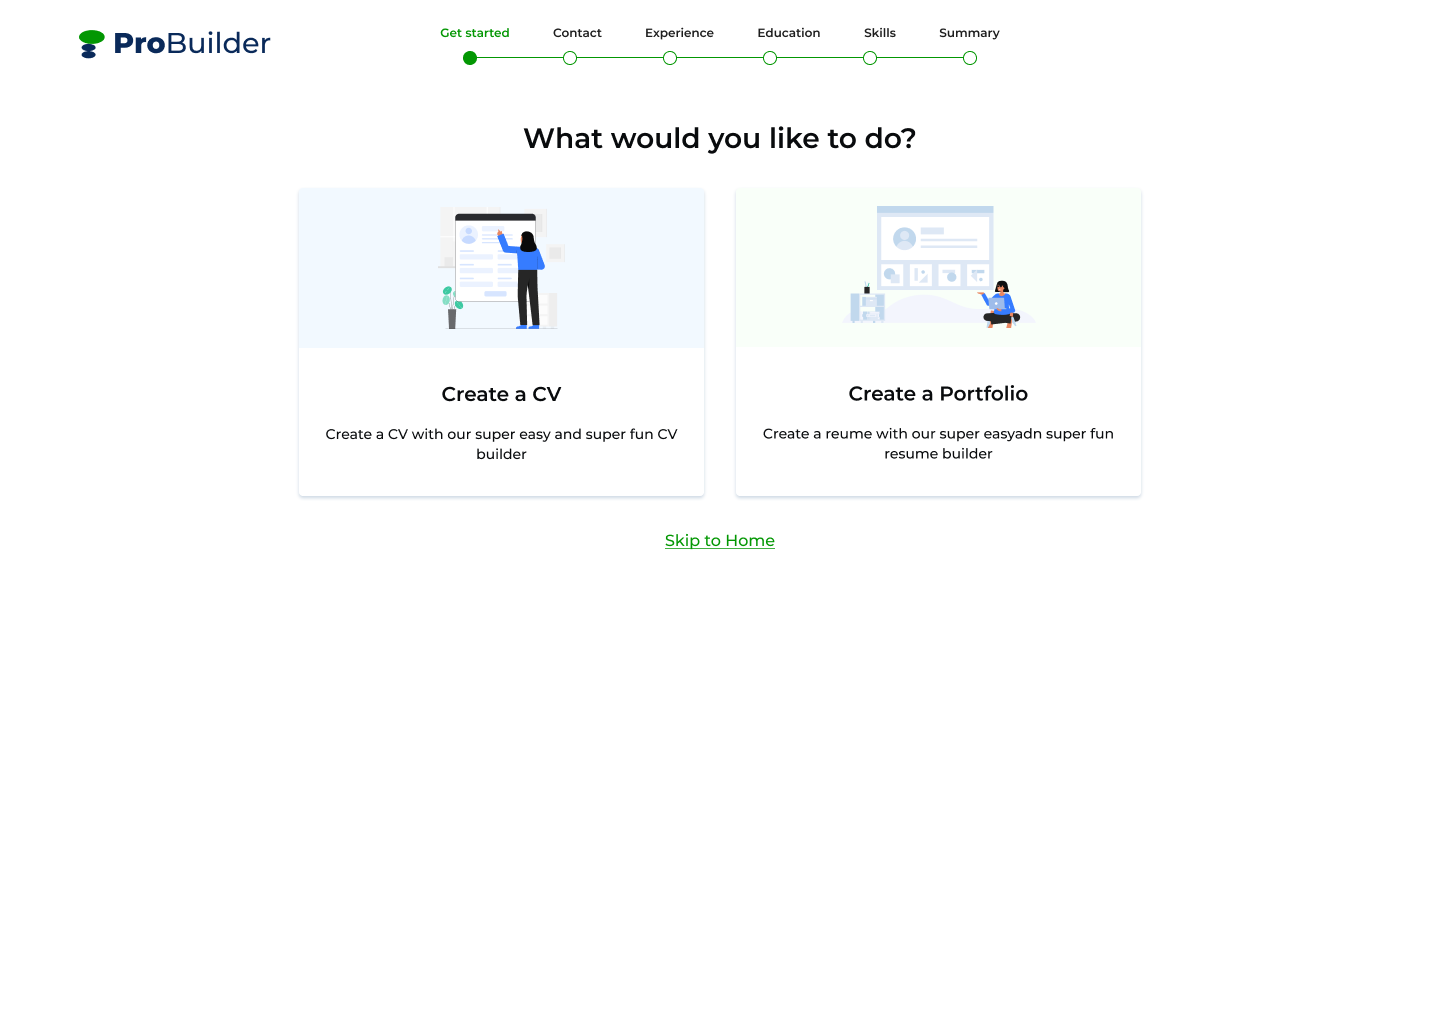 ProBuilder
Get started Contact Experience Education Skills Summary
What would you like to do?
Create a CV
Create a CV with our super easy and super fun CV
builder
Create a Portfolio
Create a reume with our super easyadn super fun
resume builder
Skip to Home